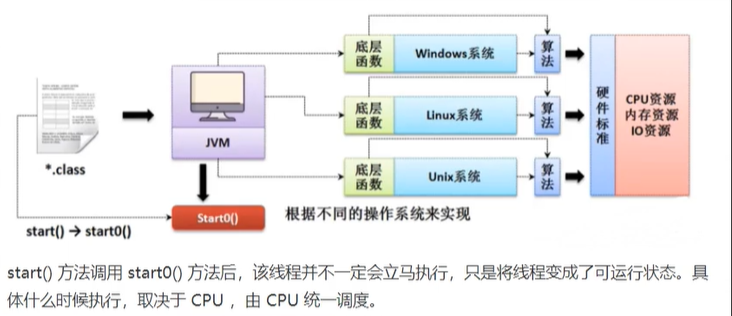 底层
函数
Windows系统
算
法
底层
函数
Linux系统
算
法
底层
函数
Unix系统
算
法
硬
件
标
准
CPU资源
内存资源
IO资源
*.class
JVM
Start0()
start() → start0()
根据不同的操作系统来实现
start() 方法调用 start0() 方法后，该线程并不一定会立马执行，只是将线程变成了可运行状态。具
体什么时候执行，取决于 CPU ，由 CPU 统一调度。